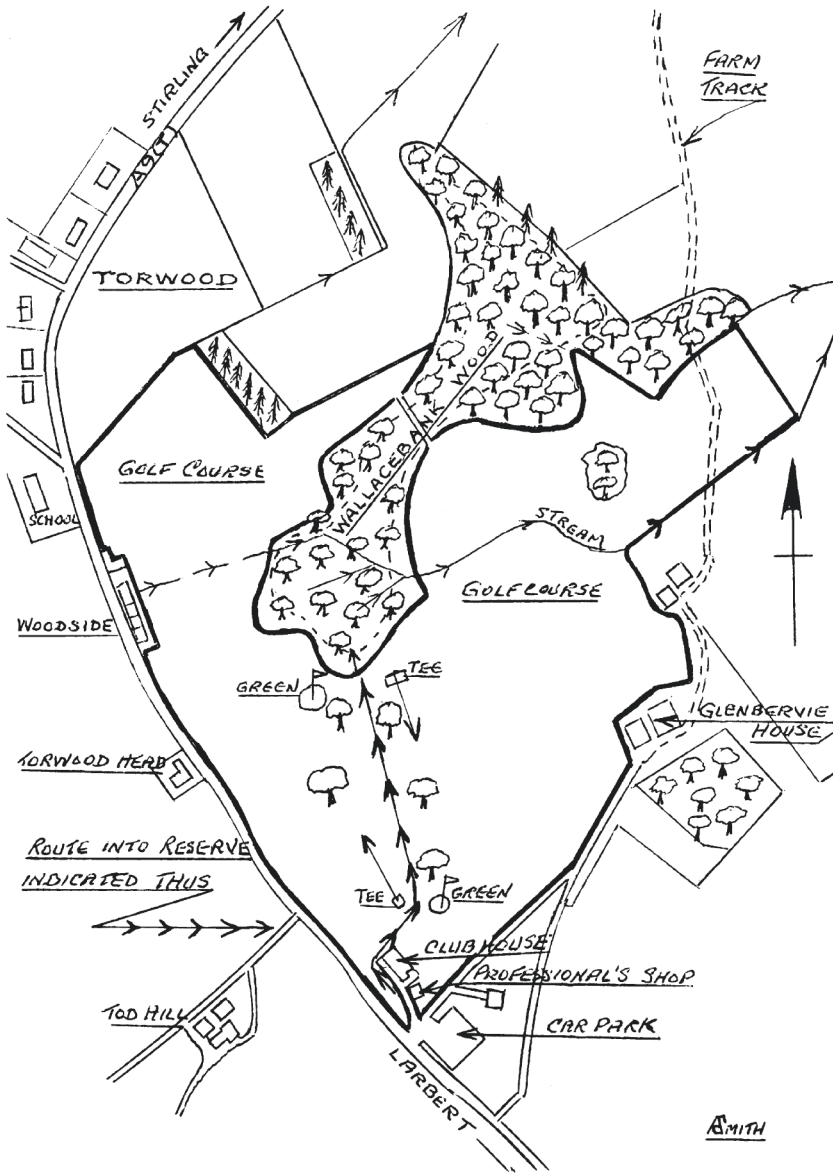 STIRLING
A9(T)
FARM
TRACK
TORWOOD
WALLACEBANK WOOD
GOLF COURSE
SCHOOL
STREAM
GOLF COURSE
WOODSIDE
GREEN
TEE
GLENBERVIE
HOUSE
TORWOOD HEAD
ROUTE INTO RESERVE
INDICATED THUS
TEE
GREEN
CLUB HOUSE
PROFESSIONAL'S SHOP
TOD HILL
CAR PARK
LARBERT
A SMITH